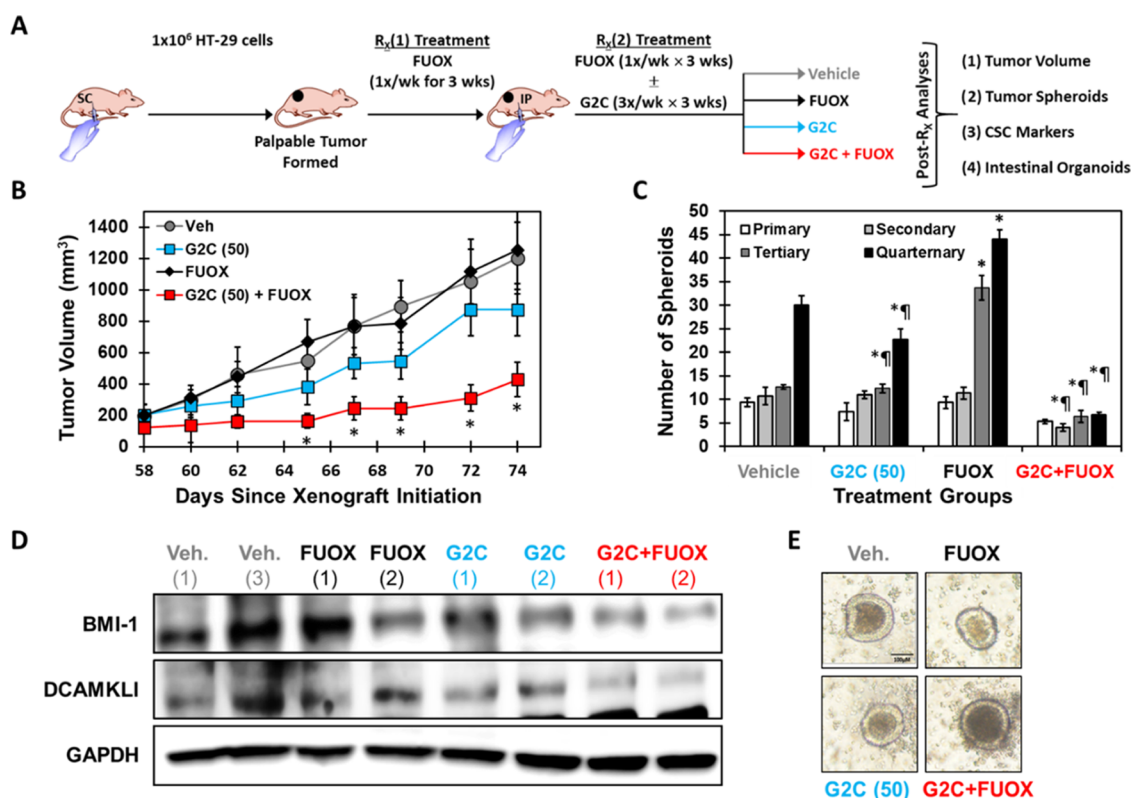 A
1x10⁶ HT-29 cells
SC
Palpable Tumor
Formed
Rₓ(1) Treatment
FUOX
(1x/wk for 3 wks)
IP
Rₓ(2) Treatment
FUOX (1x/wk × 3 wks)
±
G2C (3x/wk × 3 wks)
Vehicle
FUOX
G2C
G2C + FUOX
Post-Rₓ Analyses
(1) Tumor Volume
(2) Tumor Spheroids
(3) CSC Markers
(4) Intestinal Organoids
B
Tumor Volume (mm³)
1400
1200
1000
800
600
400
200
0
Veh
G2C (50)
FUOX
G2C (50) + FUOX
* * * * *
58 60 62 64 66 68 70 72 74
Days Since Xenograft Initiation
C
Number of Spheroids
50
45
40
35
30
25
20
15
10
5
0
Primary Secondary
Tertiary Quarternary
*¶ *¶ * * *¶ *¶ *¶
Vehicle G2C (50) FUOX G2C+FUOX
Treatment Groups
D
Veh. Veh. FUOX FUOX G2C G2C G2C+FUOX
(1) (3) (1) (2) (1) (2) (1) (2)
BMI-1
DCAMKLI
GAPDH
E
Veh. FUOX
100µM
G2C (50) G2C+FUOX